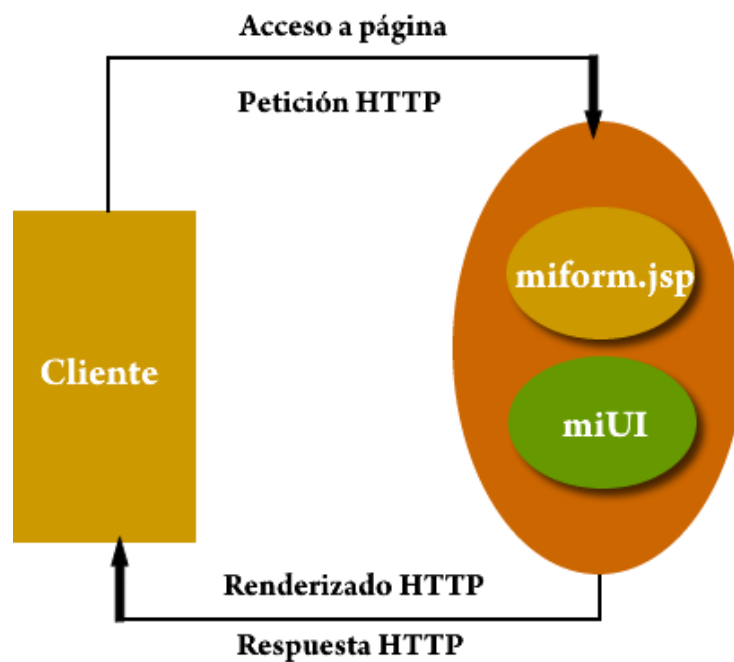 Acceso a página
Petición HTTP
miform.jsp
Cliente
miUI
Renderizado HTTP
Respuesta HTTP